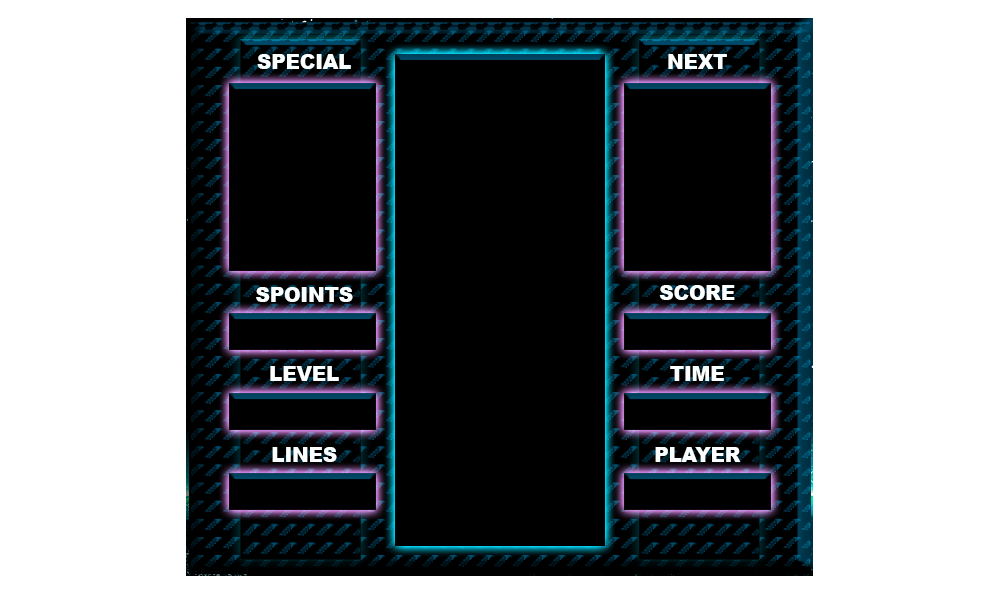 SPECIAL
NEXT
SPOINTS
SCORE
LEVEL
TIME
LINES
PLAYER